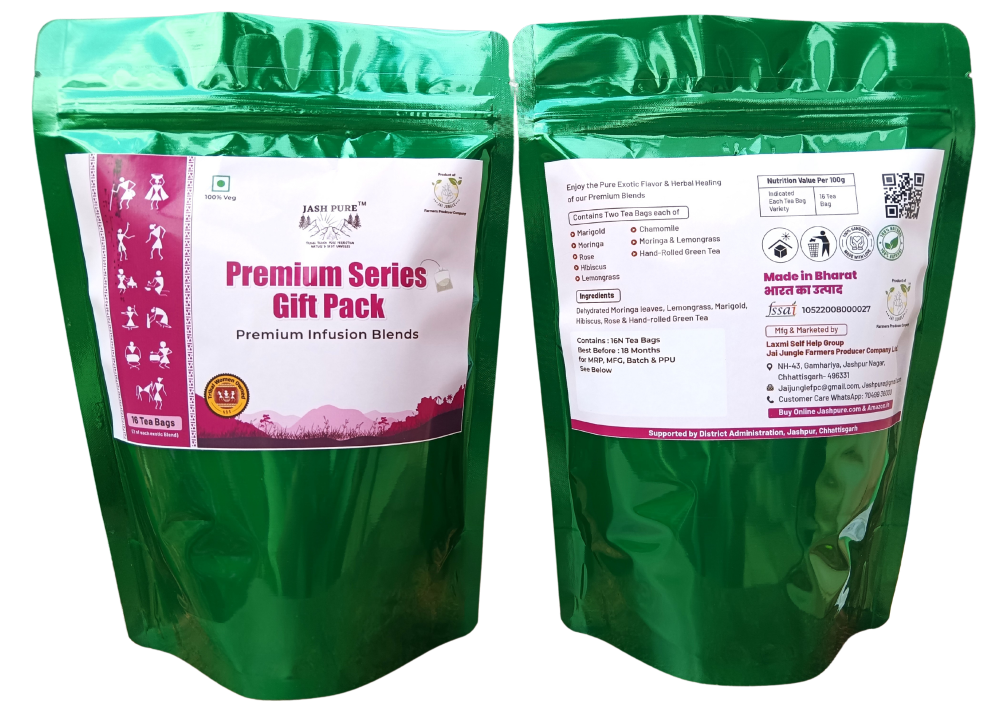 100% Veg
JASH PURE™
Product of
Farmers Producer Company
Premium Series
Gift Pack
Premium Infusion Blends
Tribal Women Owned
16 Tea Bags
Enjoy the Pure Exotic Flavor & Herbal Healing
of our Premium Blends
Contains Two Tea Bags each of
Marigold
Moringa
Rose
Hibiscus
Lemongrass
Chamomile
Moringa & Lemongrass
Hand-Rolled Green Tea
Ingredients
Dehydrated Moringa leaves, Lemongrass, Marigold,
Hibiscus, Rose & Hand-rolled Green Tea
Contains : 16N Tea Bags
Best Before : 18 Months
for MRP, MFG, Batch & PPU
See Below
Nutrition Value Per 100g
Indicated
Each Tea Bag
Variety
16 Tea
Bag
Made in Bharat
भारत का उत्पाद
fssai 10522008000027
Product of
Farmers Producer Company
Mfg & Marketed by
Laxmi Self Help Group
Jai Jungle Farmers Producer Company
NH-43, Gamhariya, Jashpur Nagar,
Chhattisgarh- 496331
Jaijunglefpc@gmail.com,
Customer Care WhatsApp:
Buy Online Jashpure.com & Amazon.in
Supported by District Administration, Jashpur, Chhattisgarh